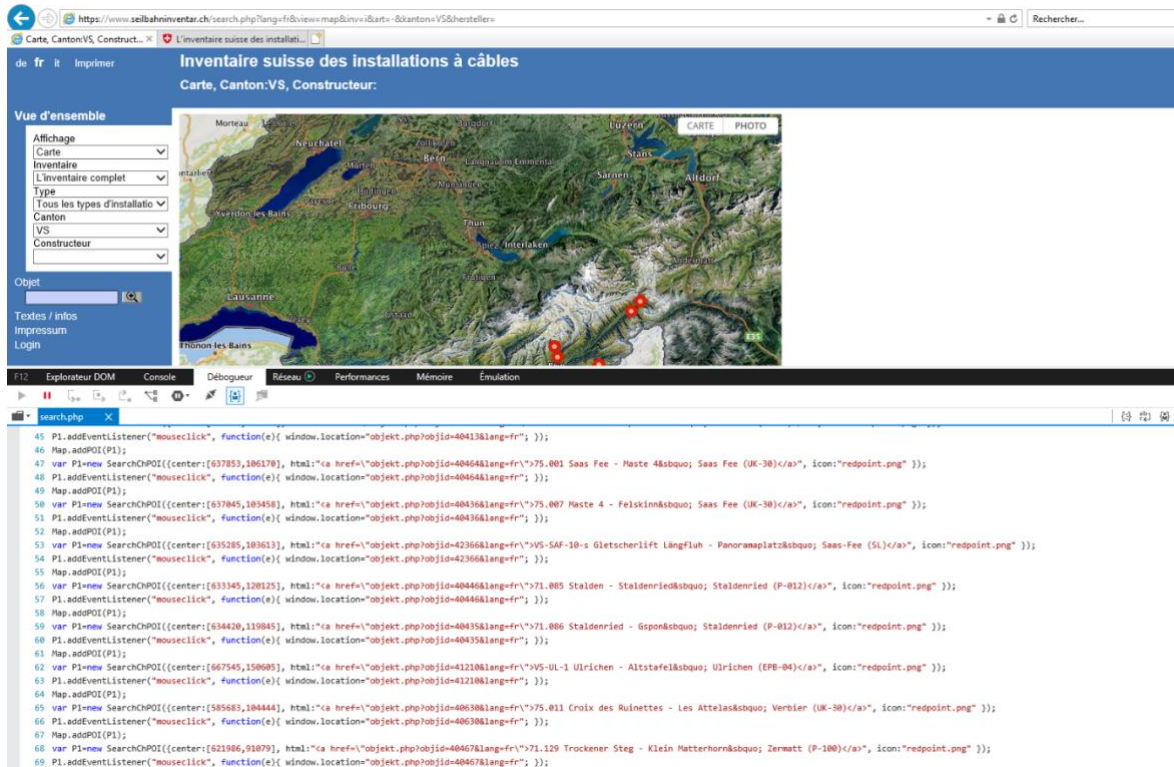 https://www.seilbahninventar.ch/search.php?lang=fr&view=map&inv=i&art=-&kanton=VS&hersteller=
Rechercher...
Carte, Canton:VS, Construct...
L'inventaire suisse des installati...
de fr it Imprimer
Inventaire suisse des installations à câbles
Carte, Canton:VS, Constructeur:
Vue d'ensemble
Affichage
Carte
Inventaire
L'inventaire complet
Type
Tous les types d'installatio
Canton
VS
Constructeur
Objet
Textes / infos
Impressum
Login
CARTE PHOTO
Morteau
Neuchatel
Bern
Langnau im Emmental
Luzern
Stans
Sarnen
Altdorf
Yverdon les Bains
Fribourg
Thun
Spiez Interlaken
Frutigen
Andermatt
Lausanne
Thonon les Bains
E35
F12 Explorateur DOM Console Débogueur Réseau Performances Mémoire Émulation
search.php
45 P1.addEventListener("mouseclick", function(e){ window.location="objekt.php?objid=40413&lang=fr"; });
46 Map.addPOI(P1);
47 var P1=new SearchChPOI({center:[637853,106170], html:"<a href=\"objekt.php?objid=40464&lang=fr\">75.001 Saas Fee - Maste 4&sbquo; Saas Fee (UK-30)</a>", icon:"redpoint.png" });
48 P1.addEventListener("mouseclick", function(e){ window.location="objekt.php?objid=40464&lang=fr"; });
49 Map.addPOI(P1);
50 var P1=new SearchChPOI({center:[637045,103458], html:"<a href=\"objekt.php?objid=40436&lang=fr\">75.007 Maste 4 - Felskinn&sbquo; Saas Fee (UK-30)</a>", icon:"redpoint.png" });
51 P1.addEventListener("mouseclick", function(e){ window.location="objekt.php?objid=40436&lang=fr"; });
52 Map.addPOI(P1);
53 var P1=new SearchChPOI({center:[635285,103613], html:"<a href=\"objekt.php?objid=42366&lang=fr\">VS-SAF-10-s Gletscherlift Längfluh - Panoramaplatz&sbquo; Saas-Fee (SL)</a>", icon:"redpoint.png" });
54 P1.addEventListener("mouseclick", function(e){ window.location="objekt.php?objid=42366&lang=fr"; });
55 Map.addPOI(P1);
56 var P1=new SearchChPOI({center:[633345,120125], html:"<a href=\"objekt.php?objid=40446&lang=fr\">71.085 Stalden - Staldenried&sbquo; Staldenried (P-012)</a>", icon:"redpoint.png" });
57 P1.addEventListener("mouseclick", function(e){ window.location="objekt.php?objid=40446&lang=fr"; });
58 Map.addPOI(P1);
59 var P1=new SearchChPOI({center:[634420,119845], html:"<a href=\"objekt.php?objid=40435&lang=fr\">71.086 Staldenried - Gspon&sbquo; Staldenried (P-012)</a>", icon:"redpoint.png" });
60 P1.addEventListener("mouseclick", function(e){ window.location="objekt.php?objid=40435&lang=fr"; });
61 Map.addPOI(P1);
62 var P1=new SearchChPOI({center:[667545,150605], html:"<a href=\"objekt.php?objid=41210&lang=fr\">VS-UL-1 Ulrichen - Altstafel&sbquo; Ulrichen (EPB-04)</a>", icon:"redpoint.png" });
63 P1.addEventListener("mouseclick", function(e){ window.location="objekt.php?objid=41210&lang=fr"; });
64 Map.addPOI(P1);
65 var P1=new SearchChPOI({center:[585683,104444], html:"<a href=\"objekt.php?objid=40630&lang=fr\">75.011 Croix des Ruinettes - Les Attelas&sbquo; Verbier (UK-30)</a>", icon:"redpoint.png" });
66 P1.addEventListener("mouseclick", function(e){ window.location="objekt.php?objid=40630&lang=fr"; });
67 Map.addPOI(P1);
68 var P1=new SearchChPOI({center:[621986,91079], html:"<a href=\"objekt.php?objid=40467&lang=fr\">71.129 Trockener Steg - Klein Matterhorn&sbquo; Zermatt (P-100)</a>", icon:"redpoint.png" });
69 P1.addEventListener("mouseclick", function(e){ window.location="objekt.php?objid=40467&lang=fr"; });